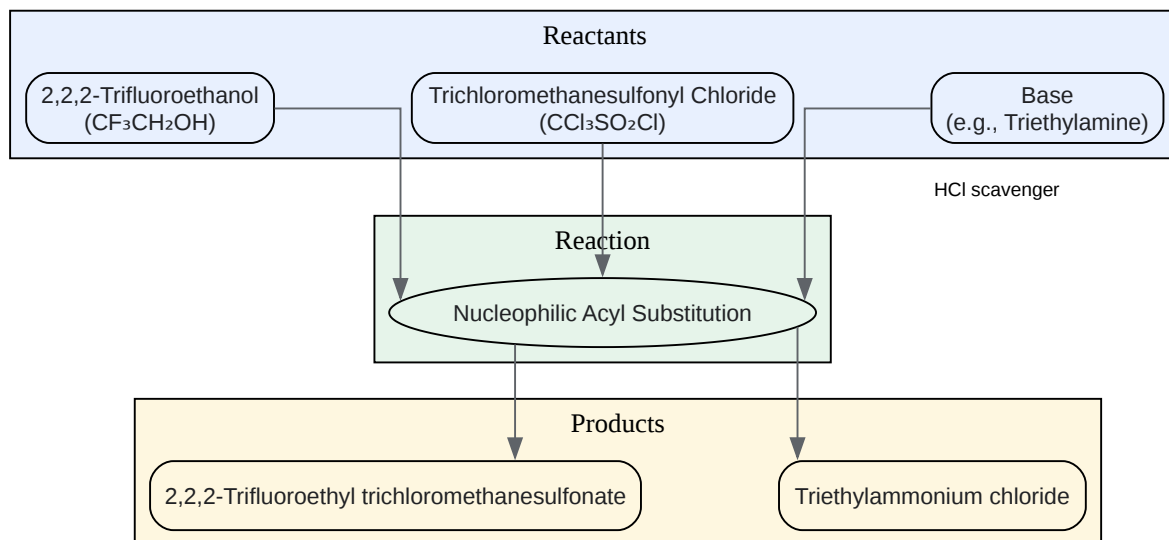 Reactants
2,2,2-Trifluoroethanol
(CF₃CH₂OH)
Trichloromethanesulfonyl Chloride
(CCl₃SO₂Cl)
Base
(e.g., Triethylamine)
HCl scavenger
Reaction
Nucleophilic Acyl Substitution
Products
2,2,2-Trifluoroethyl trichloromethanesulfonate
Triethylammonium chloride